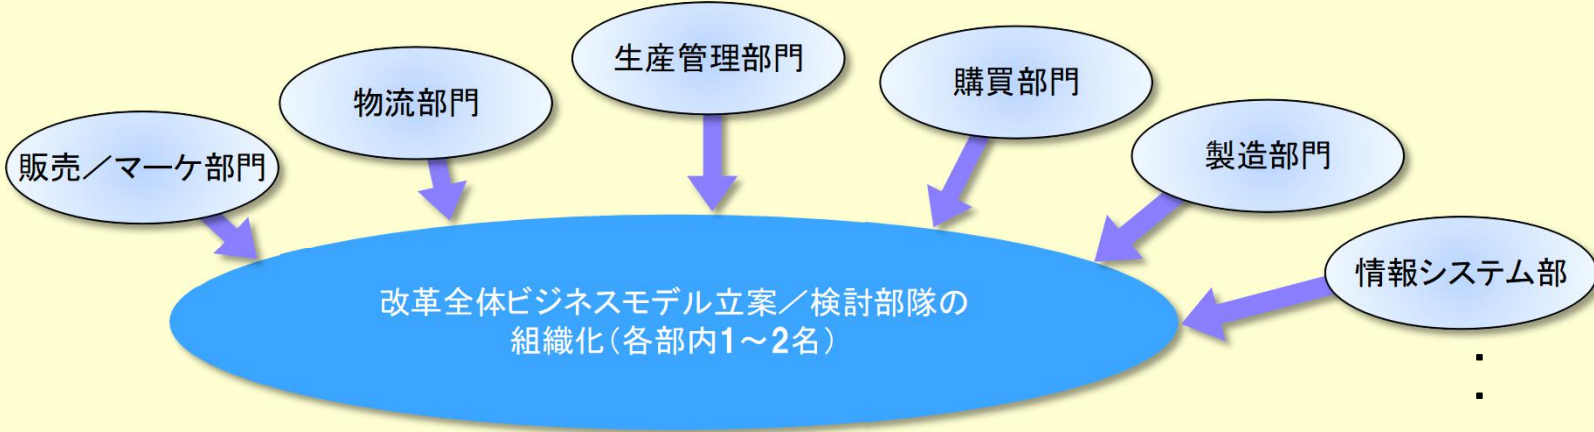 販売／マーケ部門
物流部門
生産管理部門
購買部門
製造部門
情報システム部
・
・
改革全体ビジネスモデル立案／検討部隊の
組織化（各部内1～2名）